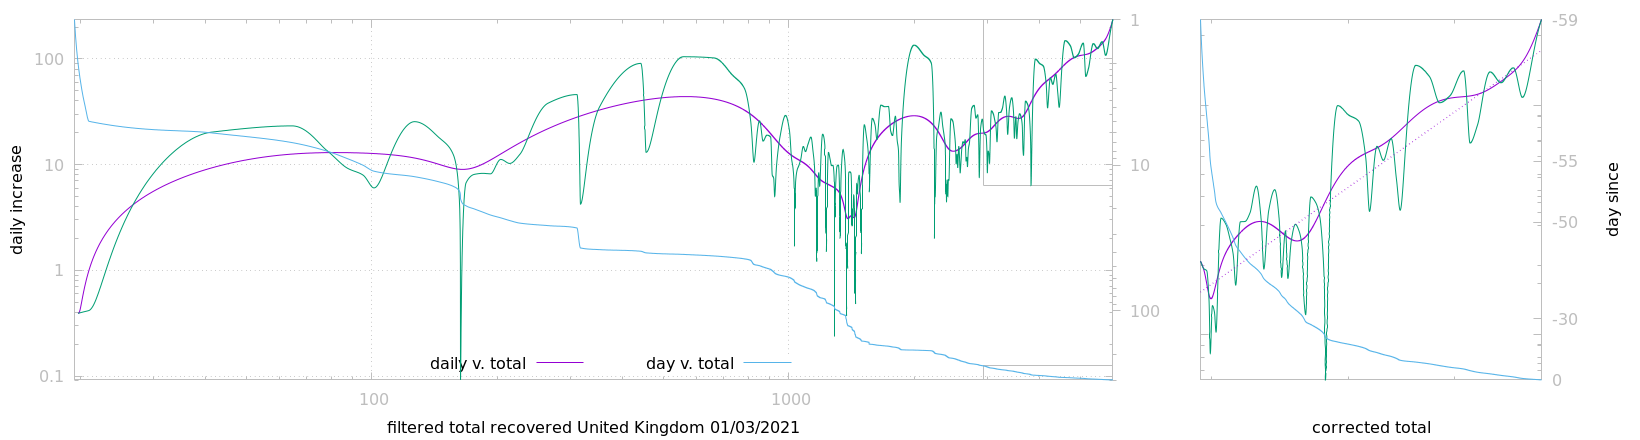 100
10
1
0.1
daily increase
100
1000
daily v. total
day v. total
filtered total recovered United Kingdom 01/03/2021
1
10
100
-59
-55
-50
-30
0
day since
corrected total